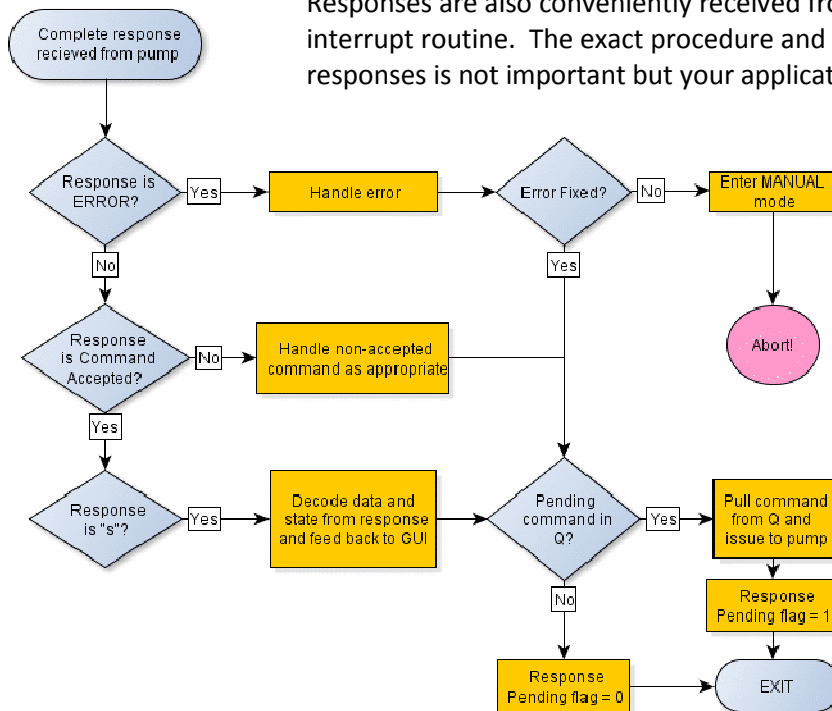 Responses are also conveniently received fro
interrupt routine. The exact procedure and
responses is not important but your applicat
Complete response
recieved from pump
Response is
ERROR?
Yes
Handle error
Error Fixed?
No
Enter MANUAL
mode
No
Yes
Abort!
Response
is Command
Accepted?
No
Handle non-accepted
command as appropriate
Yes
Response
is "s"?
Yes
Decode data and
state from response
and feed back to GUI
Pending
command in
Q?
Yes
Pull command
from Q and
issue to pump
No
Response
Pending flag = 1
Response
Pending flag = 0
EXIT